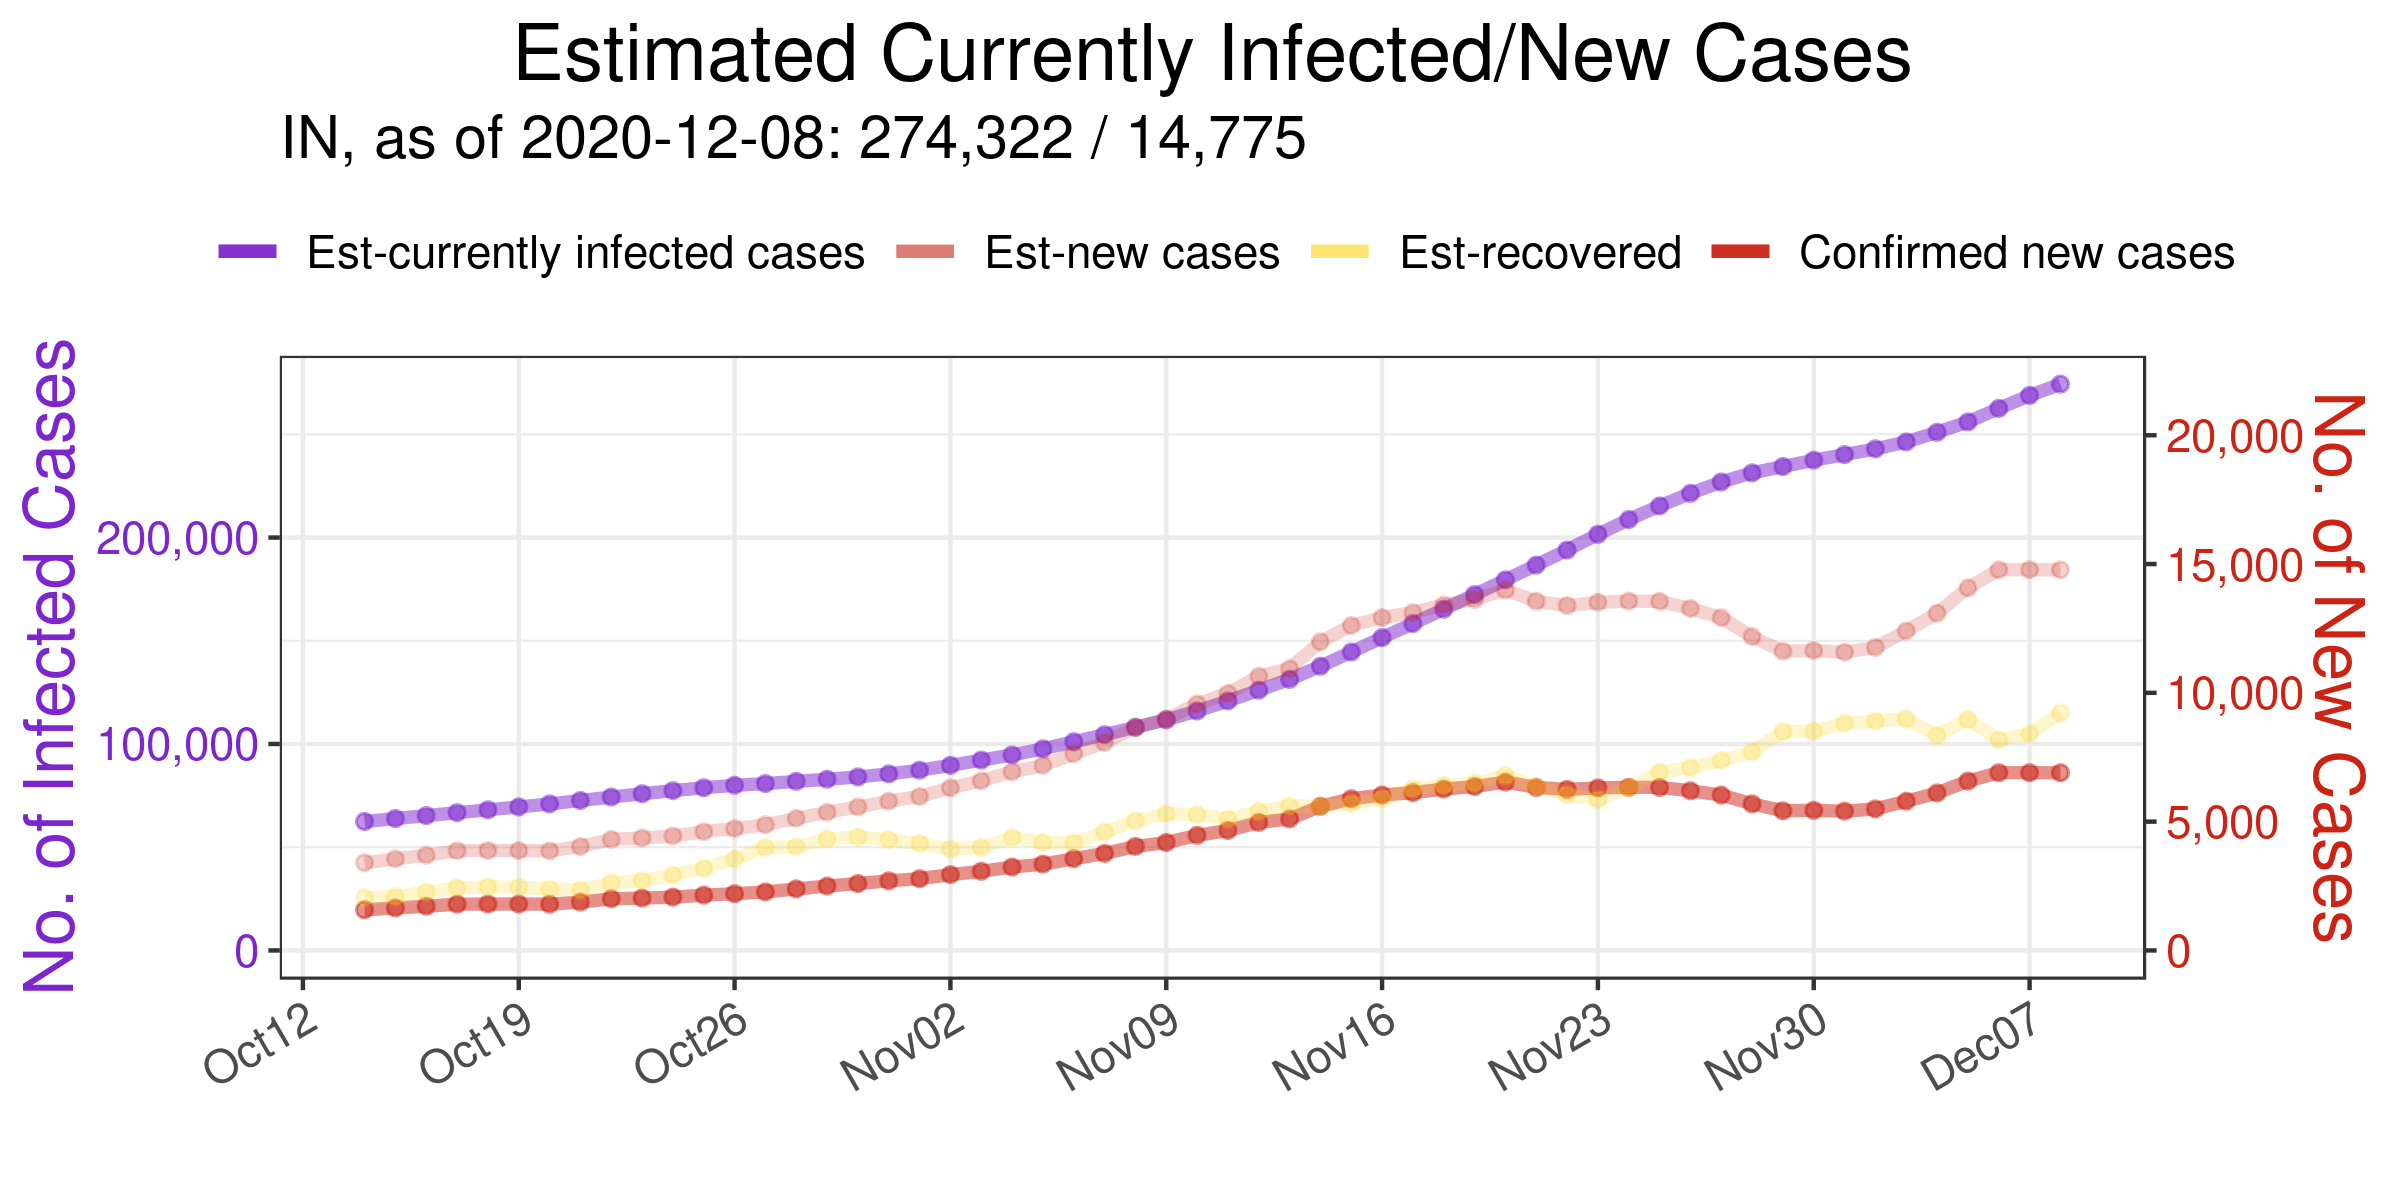 Estimated Currently Infected/New Cases
IN, as of 2020-12-08: 274,322 / 14,775
Est-currently infected cases Est-new cases Est-recovered Confirmed new cases
No. of Infected Cases
200,000
100,000
0
20,000
15,000
10,000
5,000
0
No. of New Cases
Oct12 Oct19 Oct26 Nov02 Nov09 Nov16 Nov23 Nov30 Dec07